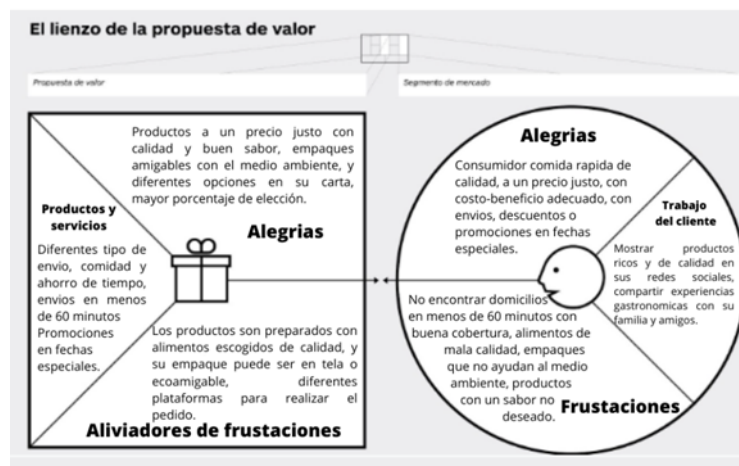 El lienzo de la propuesta de valor
Propuesta de valor
Segmento de mercado
Productos a un precio justo con
calidad y buen sabor, empaques
amigables con el medio ambiente, y
diferentes opciones en su carta,
mayor porcentaje de elección.
Alegrias
Productos y
servicios
Diferentes tipo de
envio, comidad y
ahorro de tiempo,
envios en menos
de 60 minutos
Promociones
en fechas
especiales.
Los productos son preparados con
alimentos escogidos de calidad, y
su empaque puede ser en tela o
ecoamigable, diferentes
plataformas para realizar el
pedido.
Aliviadores de frustaciones
Alegrias
Consumidor comida rapida de
calidad, a un precio justo, con
costo-beneficio adecuado, con
envios, descuentos o
promociones en fechas
especiales.
Trabajo
del cliente
Mostrar productos
ricos y de calidad en
sus redes sociales,
compartir experiencias
gastronomicas con su
familia y amigos.
No encontrar domicilios
en menos de 60 minutos con
buena cobertura, alimentos de
mala calidad, empaques
que no ayudan al medio
ambiente, productos
con un sabor no
deseado.
Frustaciones